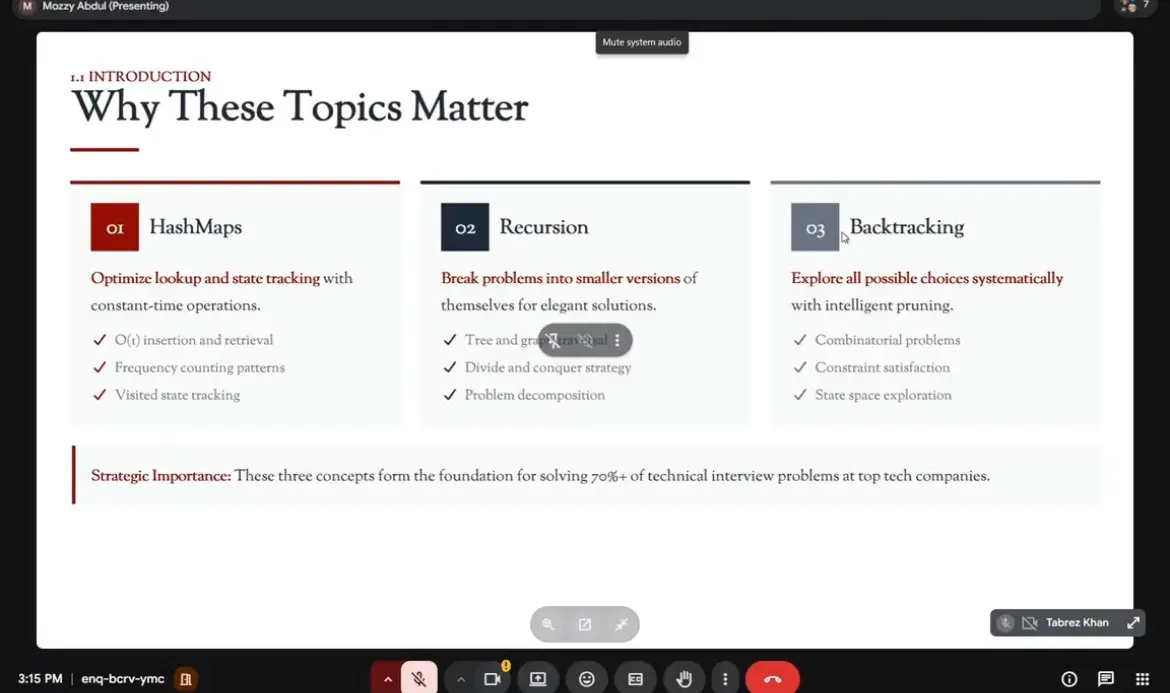 M Mozzy Abdul (Presenting)
7
Mute system audio
1.1 INTRODUCTION
Why These Topics Matter
01 HashMaps
Optimize lookup and state tracking with
constant-time operations.
O(1) insertion and retrieval
Frequency counting patterns
Visited state tracking
02 Recursion
Break problems into smaller versions of
themselves for elegant solutions.
Tree and graph traversal
Divide and conquer strategy
Problem decomposition
03 Backtracking
Explore all possible choices systematically
with intelligent pruning.
Combinatorial problems
Constraint satisfaction
State space exploration
Strategic Importance: These three concepts form the foundation for solving 70%+ of technical interview problems at top tech companies.
Tabrez Khan
3:15 PM | enq-bcrv-ymc